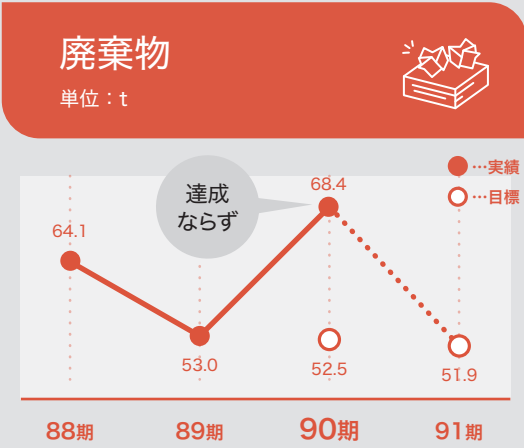 廃棄物
単位：t
…実績
…目標
達成
ならず
68.4
64.1
53.0
52.5
51.9
88期
89期
90期
91期